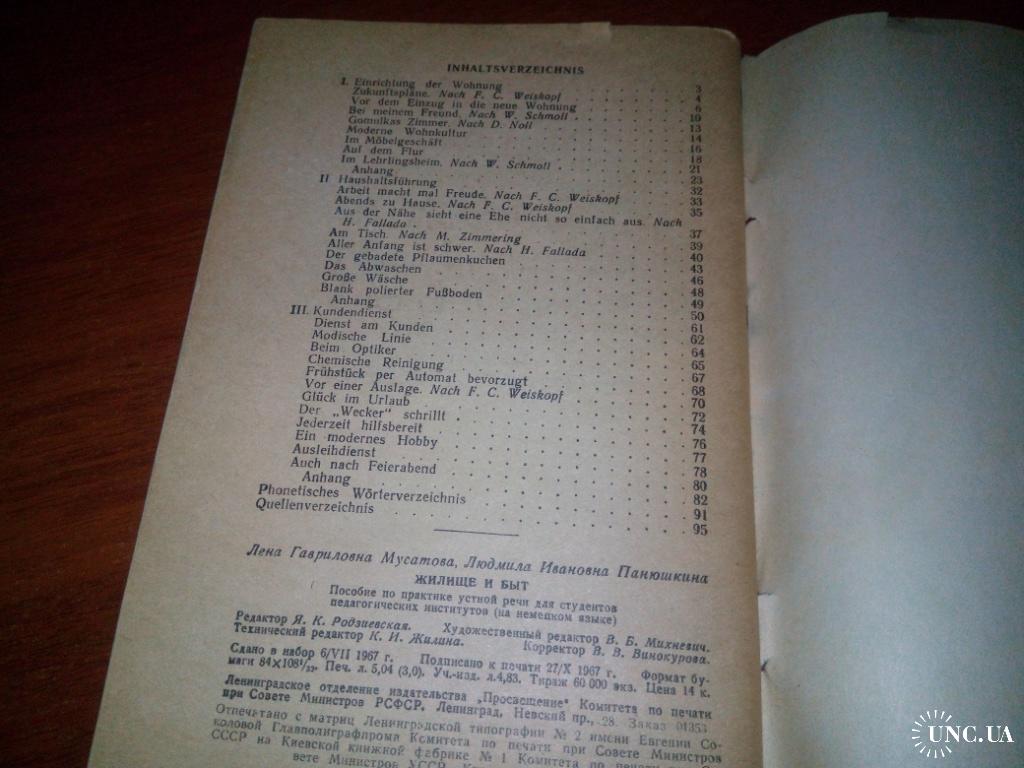 INHALTSVERZEICHNIS
I. Einrichtung der Wohnung . . . . . 3
Zukunftspläne. Nach F. C. Weiskopf . . . . . 4
Vor dem Einzug in die neue Wohnung . . . . . 6
Bei meinem Freund. Nach W. Schmoll . . . . . 10
Gomulkas Zimmer. Nach D. Noll . . . . . 13
Moderne Wohnkultur . . . . . 14
Im Möbelgeschäft . . . . . 16
Auf dem Flur . . . . . 18
Im Lehrlingsheim. Nach W. Schmoll . . . . . 21
Anhang . . . . . 23
II Haushaltsführung . . . . . 32
Arbeit macht mal Freude. Nach F. C. Weiskopf . . . . . 33
Abends zu Hause. Nach F. C. Weiskopf . . . . . 35
Aus der Nähe sieht eine Ehe nicht so einfach aus. Nach
H. Fallada . . . . . 37
Am Tisch. Nach M. Zimmering . . . . . 39
Aller Anfang ist schwer. Nach H. Fallada . . . . . 40
Der gebadete Pflaumenkuchen . . . . . 43
Das Abwaschen . . . . . 46
Große Wäsche . . . . . 48
Blank polierter Fußboden . . . . . 49
Anhang . . . . . 50
III. Kundendienst . . . . . 61
Dienst am Kunden . . . . . 62
Modische Linie . . . . . 64
Beim Optiker . . . . . 65
Chemische Reinigung . . . . . 67
Frühstück per Automat bevorzugt . . . . . 68
Vor einer Auslage. Nach F. C. Weiskopf . . . . . 70
Glück im Urlaub . . . . . 72
Der „Wecker" schrillt . . . . . 74
Jederzeit hilfsbereit . . . . . 76
Ein modernes Hobby . . . . . 77
Ausleihdienst . . . . . 78
Auch nach Feierabend . . . . . 80
Anhang . . . . . 82
Phonetisches Wörterverzeichnis . . . . . 91
Quellenverzeichnis . . . . . 95
Лена Гавриловна Мусатова, Людмила Ивановна Панюшкина
ЖИЛИЩЕ И БЫТ
Пособие по практике устной речи для студентов
педагогических институтов (на немецком языке)
Редактор Я. К. Родзиевская. Художественный редактор В. Б. Михневич.
Технический редактор К. И. Жилина. Корректор В. В. Винокурова.
Сдано в набор 6/VII 1967 г. Подписано к печати 27/X 1967 г. Формат бу-
маги 84×108¹/₃₂. Печ. л. 5,04 (3,0). Уч.-изд. л.4,83. Тираж 60 000 экз. Цена 14 к.
Ленинградское отделение издательства „Просвещение" Комитета по печати
при Совете Министров РСФСР. Ленинград, Невский пр., 28. Заказ 01353
Отпечатано с матриц Ленинградской типографии № 2 имени Евгении Со-
коловой Главполиграфпрома Комитета по печати при Совете Министров
СССР на Киевской книжной фабрике № 1 Комитета по печати при Со-
вете Министров УССР,
UNC.UA